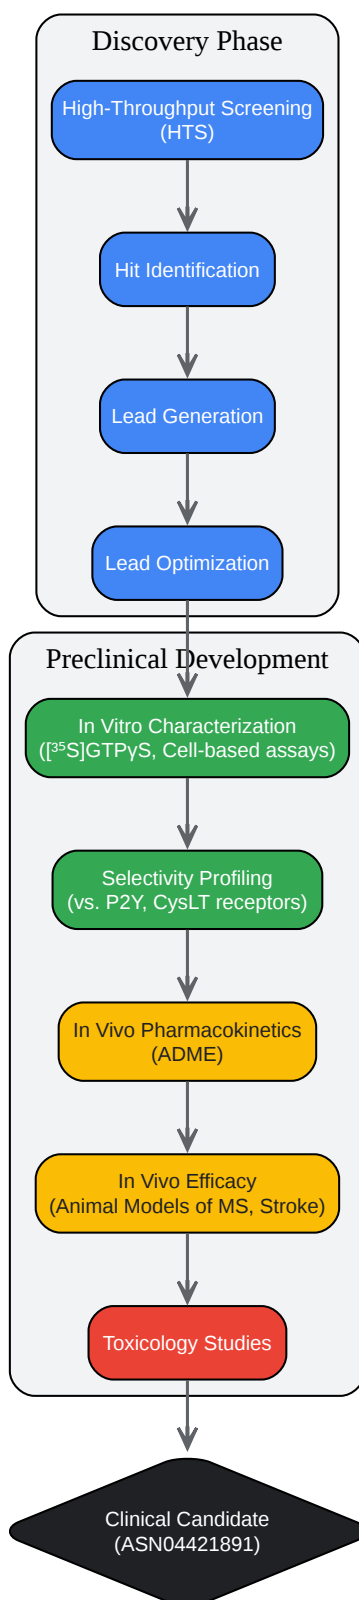 Discovery Phase
High-Throughput Screening
(HTS)
Hit Identification
Lead Generation
Lead Optimization
Preclinical Development
In Vitro Characterization
([³⁵S]GTPγS, Cell-based assays)
Selectivity Profiling
(vs. P2Y, CysLT receptors)
In Vivo Pharmacokinetics
(ADME)
In Vivo Efficacy
(Animal Models of MS, Stroke)
Toxicology Studies
Clinical Candidate
(ASN04421891)